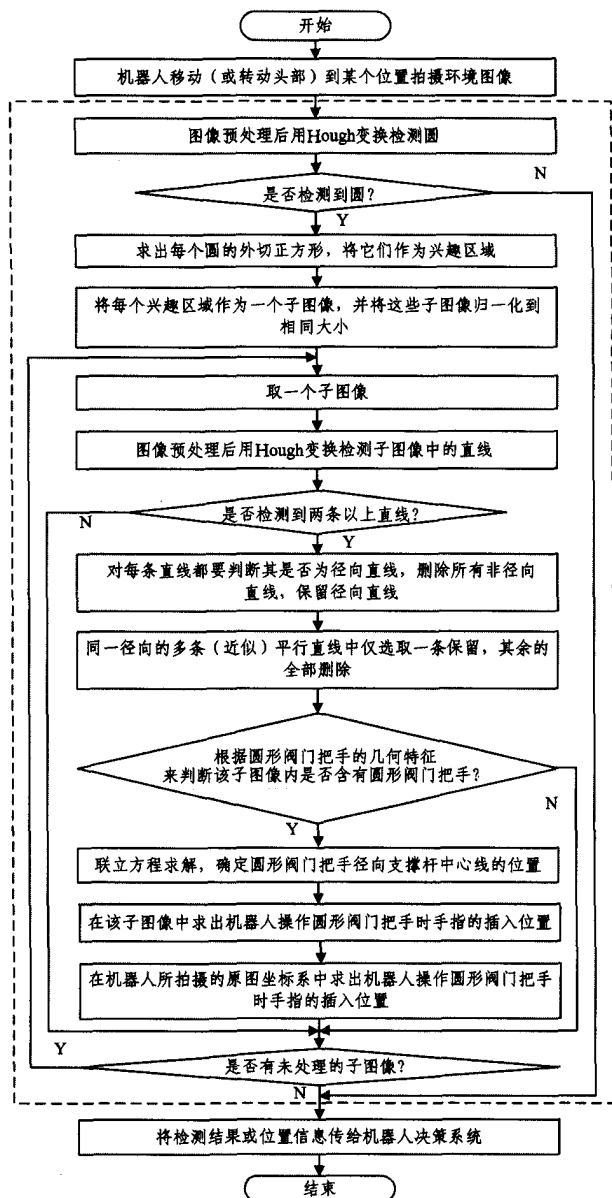 开始
机器人移动（或转动头部）到某个位置拍摄环境图像
图像预处理后用Hough变换检测圆
N
是否检测到圆？
Y
求出每个圆的外切正方形，将它们作为兴趣区域
将每个兴趣区域作为一个子图像，并将这些子图像归一化到
相同大小
取一个子图像
图像预处理后用Hough变换检测子图像中的直线
N
是否检测到两条以上直线？
Y
对每条直线都要判断其是否为径向直线，删除所有非径向
直线，保留径向直线
同一径向的多条（近似）平行直线中仅选取一条保留，其余的
全部删除
根据圆形阀门把手的几何特征
来判断该子图像内是否含有圆形阀门把手？
N
Y
联立方程求解，确定圆形阀门把手径向支撑杆中心线的位置
在该子图像中求出机器人操作圆形阀门把手时手指的插入位置
在机器人所拍摄的原图坐标系中求出机器人操作圆形阀门把手
时手指的插入位置
Y
是否有未处理的子图像？
N
将检测结果或位置信息传给机器人决策系统
结束